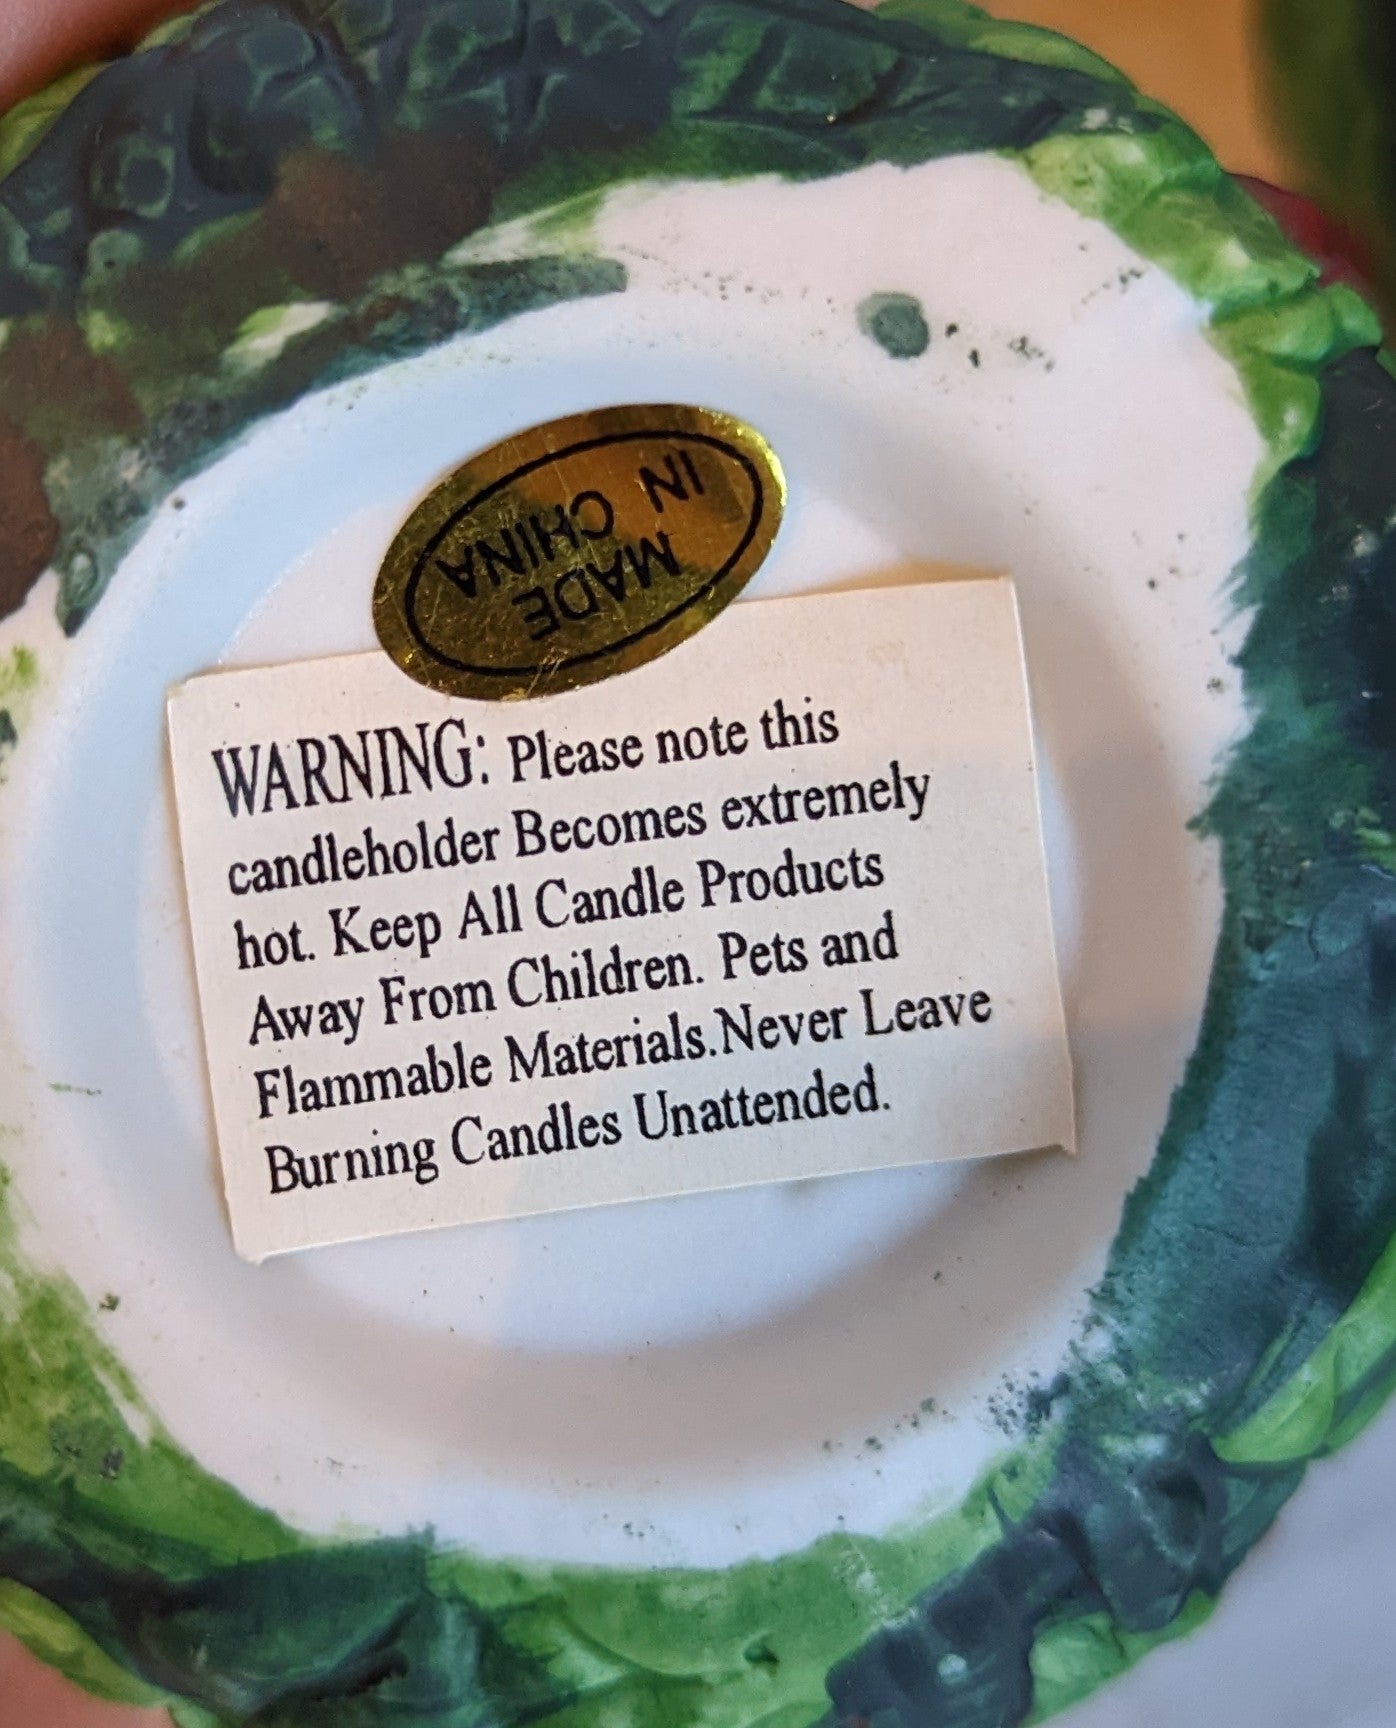 MADE
IN CHINA
WARNING: Please note this
candleholder Becomes extremely
hot. Keep All Candle Products
Away From Children. Pets and
Flammable Materials.Never Leave
Burning Candles Unattended.